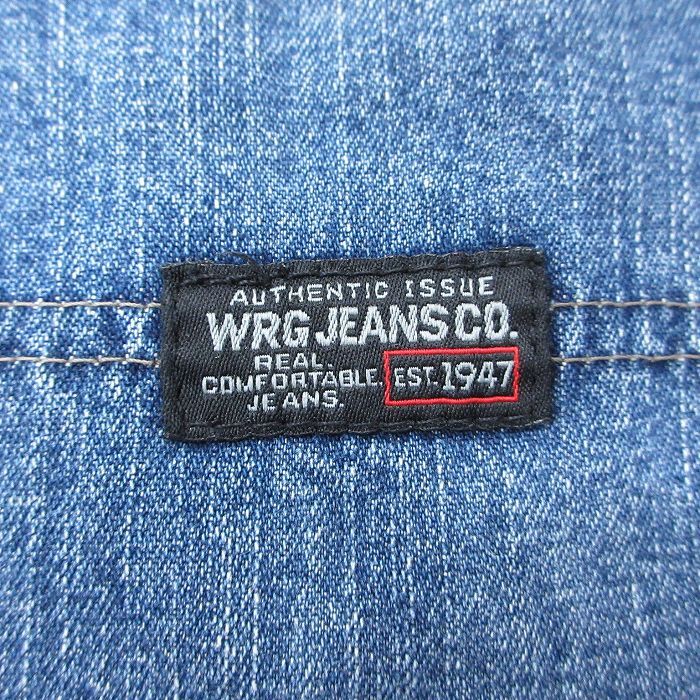 AUTHENTIC ISSUE
WRG JEANS CO.
REAL.
COMFORTABLE.
JEANS.
EST. 1947